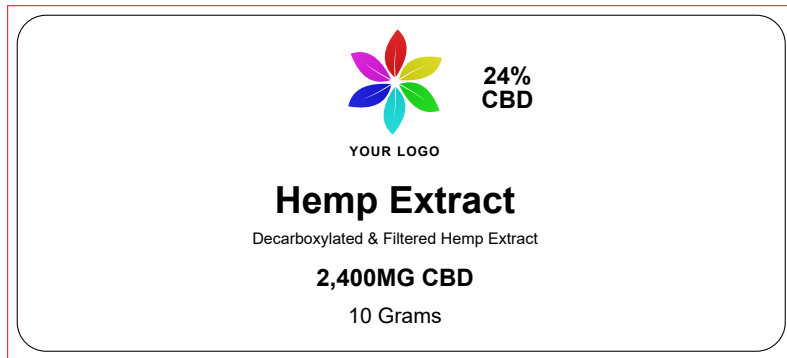 24%
CBD
YOUR LOGO
Hemp Extract
Decarboxylated & Filtered Hemp Extract
2,400MG CBD
10 Grams